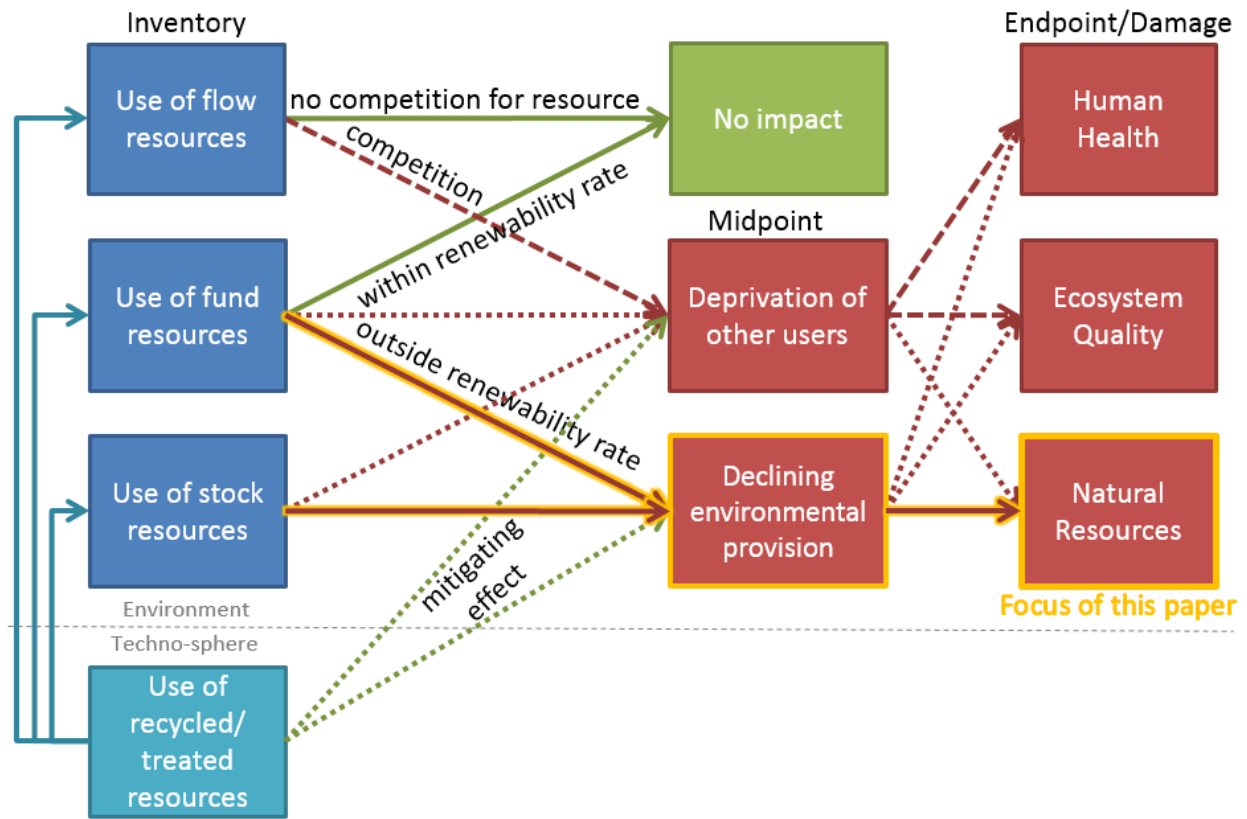 Inventory
Endpoint/Damage
Use of flow
resources
no competition for resource
No impact
Human
Health
competition
within renewability rate
Midpoint
Use of fund
resources
Deprivation of
other users
Ecosystem
Quality
outside renewability rate
Use of stock
resources
Declining
environmental
provision
Natural
Resources
mitigating
effect
Environment
Focus of this paper
Techno-sphere
Use of
recycled/
treated
resources